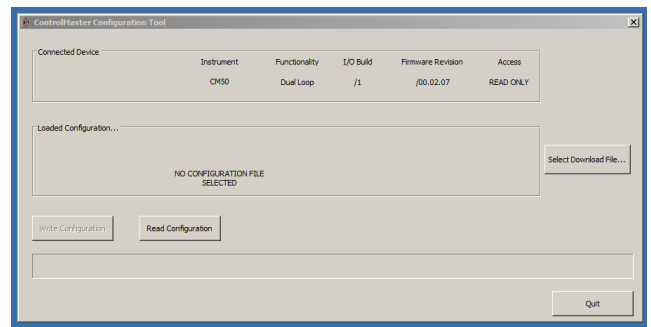 ControlMaster Configuration Tool
Connected Device
Instrument Functionality I/O Build Firmware Revision Access
CM50 Dual Loop /1 /00.02.07 READ ONLY
Loaded Configuration...
NO CONFIGURATION FILE
SELECTED
Select Download File...
Write Configuration Read Configuration
Quit